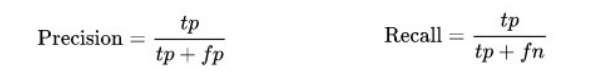 Precision = tp / (tp + fp)
Recall = tp / (tp + fn)